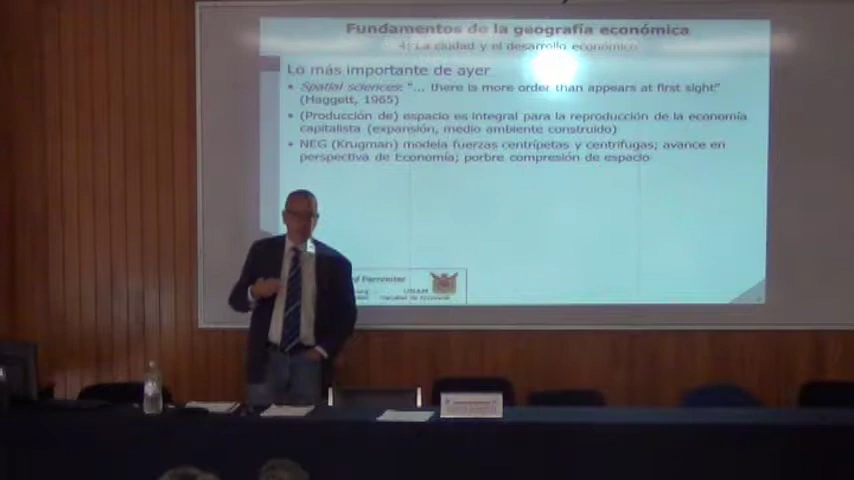 Fundamentos de la geografía económica
4: La ciudad y el desarrollo económico
Lo más importante de ayer
• Spatial sciences: "... there is more order than appears at first sight"
(Haggett, 1965)
• (Producción de) espacio es integral para la reproducción de la economía
capitalista (expansión, medio ambiente construido)
• NEG (Krugman) modela fuerzas centrípetas y centrífugas; avance en
perspectiva de Economía; porbre compresión de espacio
UNAM
Facultad de Economía